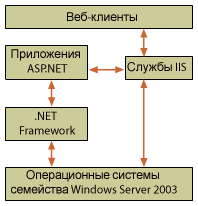 Веб-клиенты
Приложения
ASP.NET
Службы IIS
.NET
Framework
Операционные системы
семейства Windows Server 2003